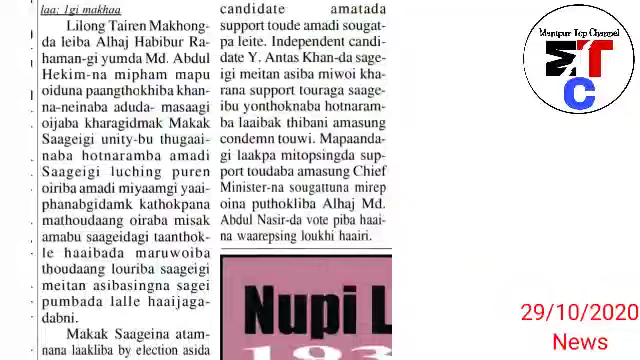 laa: 1gi makhaa
Lilong Tairen Makhong-
da leiba Alhaj Habibur Ra-
haman-gi yumda Md. Abdul
Hekim-na mipham mapu
oiduna paangthokhiba khan-
na-neinaba aduda- masaagi
oijaba kharagidmak Makak
Saageigi unity-bu thugaai-
naba hotnaramba amadi
Saageigi luching puren
oiriba amadi miyaamgi yaai-
phanabgidamk kathokpana
mathoudaang oiraba misak
amabu saageidagi taanthok-
le haaibada maruwoiba
thoudaang louriba saageigi
meitan asibasingna sagei
pumbada lalle haaijaga-
dabni.
Makak Saageina atam-
nana laakliba by election asida
candidate amatada
support toude amadi sougat-
pa leite. Independent candi-
date Y. Antas Khan-da sage-
igi meitan asiba miwoi kha-
rana support touraga saage-
ibu yonthoknaba hotnaram-
ba laaibak thibani amasung
condemn touwi. Mapaanda-
gi laakpa mitopsingda sup-
port toudaba amasung Chief
Minister-na sougattuna mirep
oina puthokliba Alhaj Md.
Abdul Nasir-da vote piba haai-
na waarepsing loukhi haairi.
Nupi L
193
Manipur Top Channel
MTC
29/10/2020
News